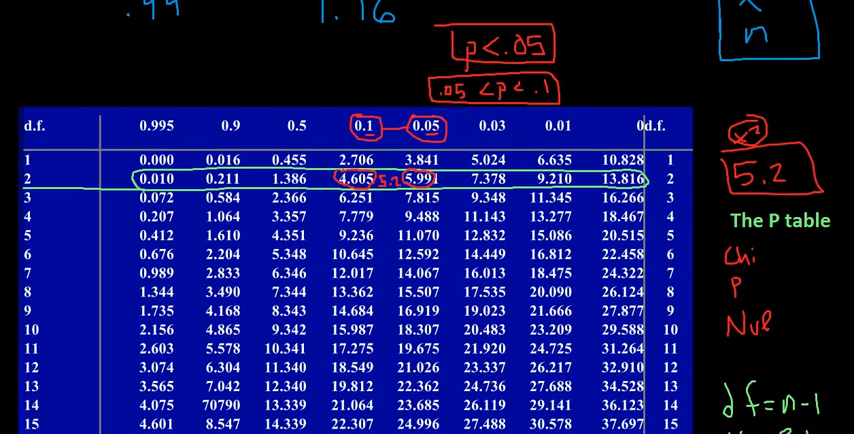 .99 1.16
n
p<.05
.05 <p< .1
d.f. 0.995 0.9 0.5 0.1 0.05 0.03 0.01 0d.f.
1 0.000 0.016 0.455 2.706 3.841 5.024 6.635 10.828 1
2 0.010 0.211 1.386 4.605 5.2 5.991 7.378 9.210 13.816 2
3 0.072 0.584 2.366 6.251 7.815 9.348 11.345 16.266 3
4 0.207 1.064 3.357 7.779 9.488 11.143 13.277 18.467 4
5 0.412 1.610 4.351 9.236 11.070 12.832 15.086 20.515 5
6 0.676 2.204 5.348 10.645 12.592 14.449 16.812 22.458 6
7 0.989 2.833 6.346 12.017 14.067 16.013 18.475 24.322 7
8 1.344 3.490 7.344 13.362 15.507 17.535 20.090 26.124 8
9 1.735 4.168 8.343 14.684 16.919 19.023 21.666 27.877 9
10 2.156 4.865 9.342 15.987 18.307 20.483 23.209 29.588 10
11 2.603 5.578 10.341 17.275 19.675 21.920 24.725 31.264 11
12 3.074 6.304 11.340 18.549 21.026 23.337 26.217 32.910 12
13 3.565 7.042 12.340 19.812 22.362 24.736 27.688 34.528 13
14 4.075 70790 13.339 21.064 23.685 26.119 29.141 36.123 14
15 4.601 8.547 14.339 22.307 24.996 27.488 30.578 37.697 15
x²
5.2
The P table
Chi
P
Nul
df=n-1